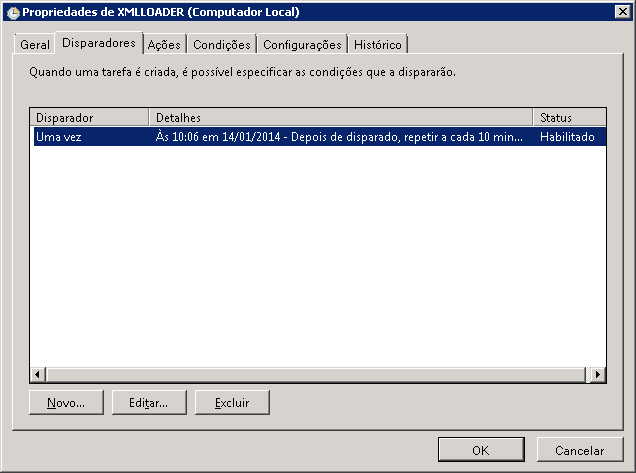 Propriedades de XMLLOADER (Computador Local)
Geral Disparadores Ações Condições Configurações Histórico
Quando uma tarefa é criada, é possível especificar as condições que a dispararão.
Disparador Detalhes Status
Uma vez Às 10:06 em 14/01/2014 - Depois de disparado, repetir a cada 10 min... Habilitado
Novo... Editar... Excluir
OK Cancelar